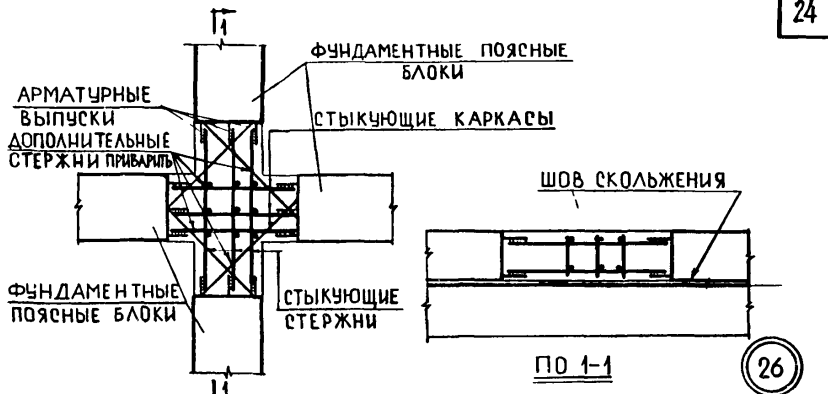 24
1
ФУНДАМЕНТНЫЕ ПОЯСНЫЕ
БЛОКИ
АРМАТУРНЫЕ
ВЫПУСКИ
СТЫКУЮЩИЕ КАРКАСЫ
ДОПОЛНИТЕЛЬНЫЕ
СТЕРЖНИ ПРИВАРИТЬ
ШОВ СКОЛЬЖЕНИЯ
ФУНДАМЕНТНЫЕ
ПОЯСНЫЕ БЛОКИ
СТЫКУЮЩИЕ
СТЕРЖНИ
1
ПО 1-1
26